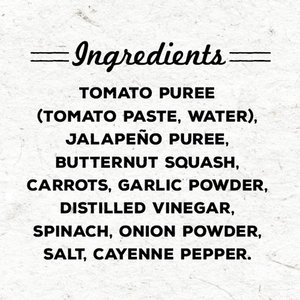 Ingredients
TOMATO PUREE
(TOMATO PASTE, WATER),
JALAPEÑO PUREE,
BUTTERNUT SQUASH,
CARROTS, GARLIC POWDER,
DISTILLED VINEGAR,
SPINACH, ONION POWDER,
SALT, CAYENNE PEPPER.